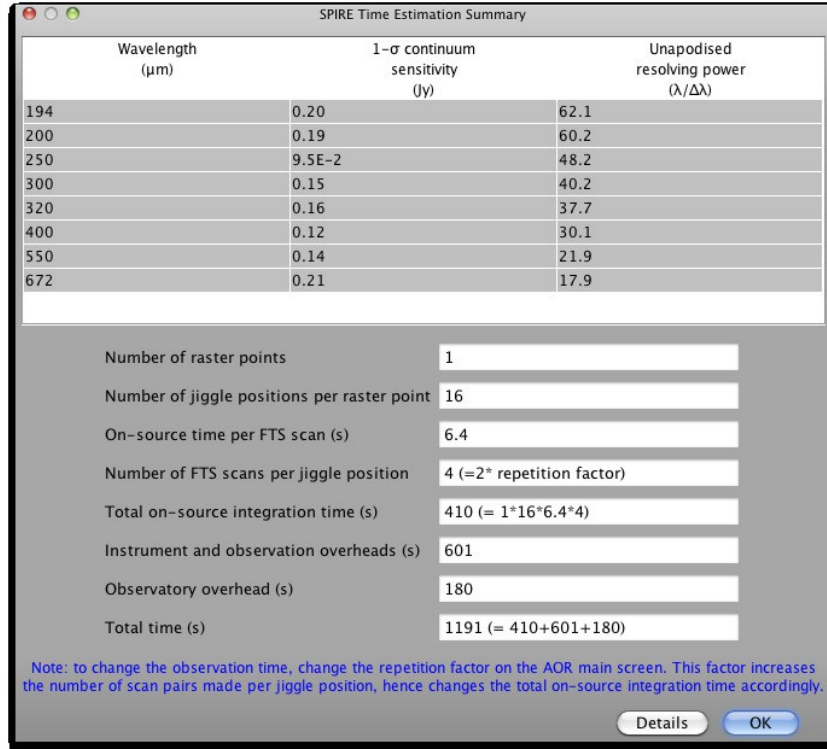 SPIRE Time Estimation Summary
Wavelength (μm) 1-σ continuum sensitivity (Jy) Unapodised resolving power (λ/Δλ)
194 0.20 62.1
200 0.19 60.2
250 9.5E-2 48.2
300 0.15 40.2
320 0.16 37.7
400 0.12 30.1
550 0.14 21.9
672 0.21 17.9
Number of raster points 1
Number of jiggle positions per raster point 16
On-source time per FTS scan (s) 6.4
Number of FTS scans per jiggle position 4 (=2* repetition factor)
Total on-source integration time (s) 410 (= 1*16*6.4*4)
Instrument and observation overheads (s) 601
Observatory overhead (s) 180
Total time (s) 1191 (= 410+601+180)
Note: to change the observation time, change the repetition factor on the AOR main screen. This factor increases
the number of scan pairs made per jiggle position, hence changes the total on-source integration time accordingly.
Details OK